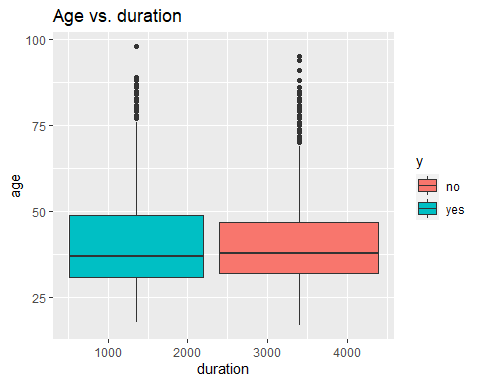 Age vs. duration
100
75
50
25
age
1000 2000 3000 4000
duration
y
no
yes